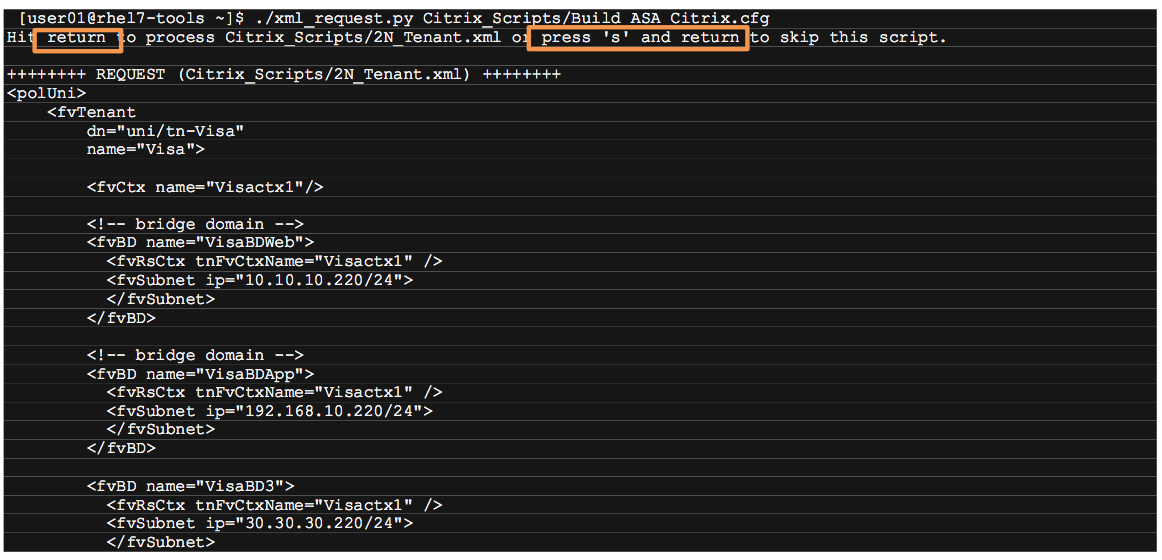 [user01@rhel7-tools ~]$ ./xml_request.py Citrix_Scripts/Build_ASA_Citrix.cfg
Hit return to process Citrix_Scripts/2N_Tenant.xml or press 's' and return to skip this script.
++++++++ REQUEST (Citrix_Scripts/2N_Tenant.xml) ++++++++
<polUni>
<fvTenant
dn="uni/tn-Visa"
name="Visa">
<fvCtx name="Visactx1"/>
<!-- bridge domain -->
<fvBD name="VisaBDWeb">
<fvRsCtx tnFvCtxName="Visactx1" />
<fvSubnet ip="10.10.10.220/24">
</fvSubnet>
</fvBD>
<!-- bridge domain -->
<fvBD name="VisaBDApp">
<fvRsCtx tnFvCtxName="Visactx1" />
<fvSubnet ip="192.168.10.220/24">
</fvSubnet>
</fvBD>
<fvBD name="VisaBD3">
<fvRsCtx tnFvCtxName="Visactx1" />
<fvSubnet ip="30.30.30.220/24">
</fvSubnet>